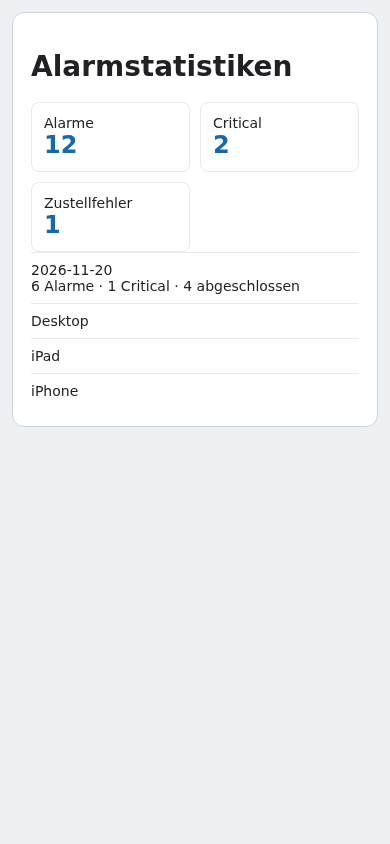 Alarmstatistiken
Alarme
12
Critical
2
Zustellfehler
1
2026-11-20
6 Alarme · 1 Critical · 4 abgeschlossen
Desktop
iPad
iPhone